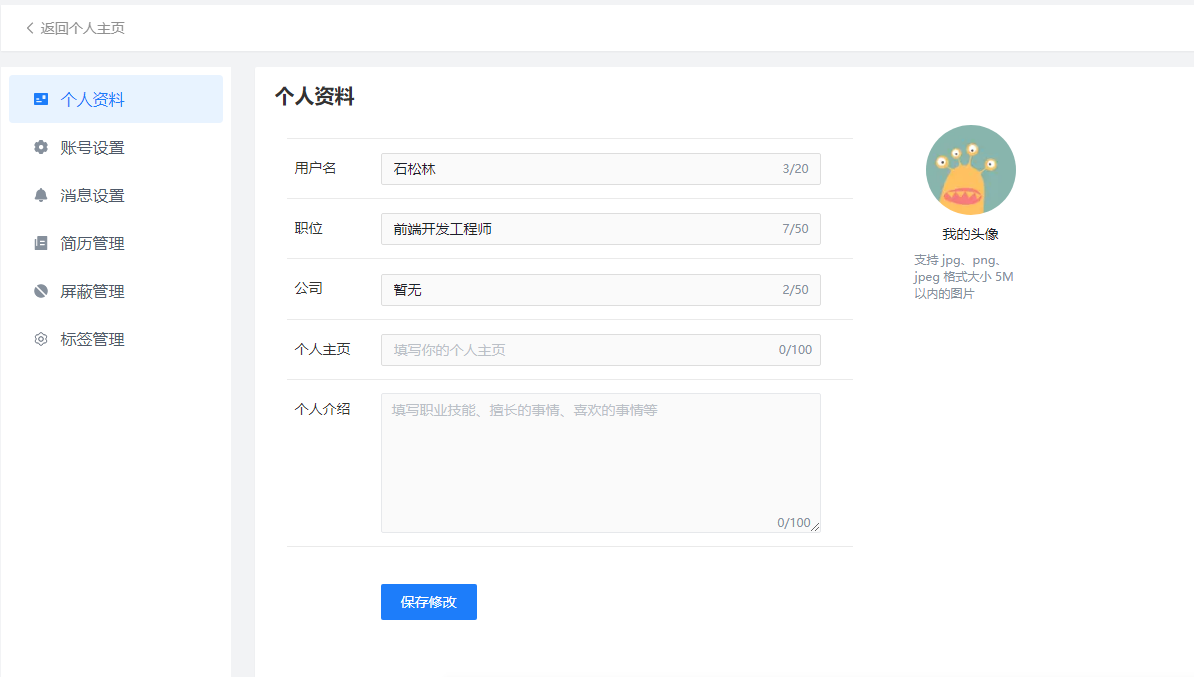 返回个人主页
个人资料
账号设置
消息设置
简历管理
屏蔽管理
标签管理
个人资料
用户名 石松林 3/20
职位 前端开发工程师 7/50
公司 暂无 2/50
个人主页 填写你的个人主页 0/100
个人介绍 填写职业技能、擅长的事情、喜欢的事情等
0/100
保存修改
我的头像
支持 jpg、png、
jpeg 格式大小 5M
以内的图片